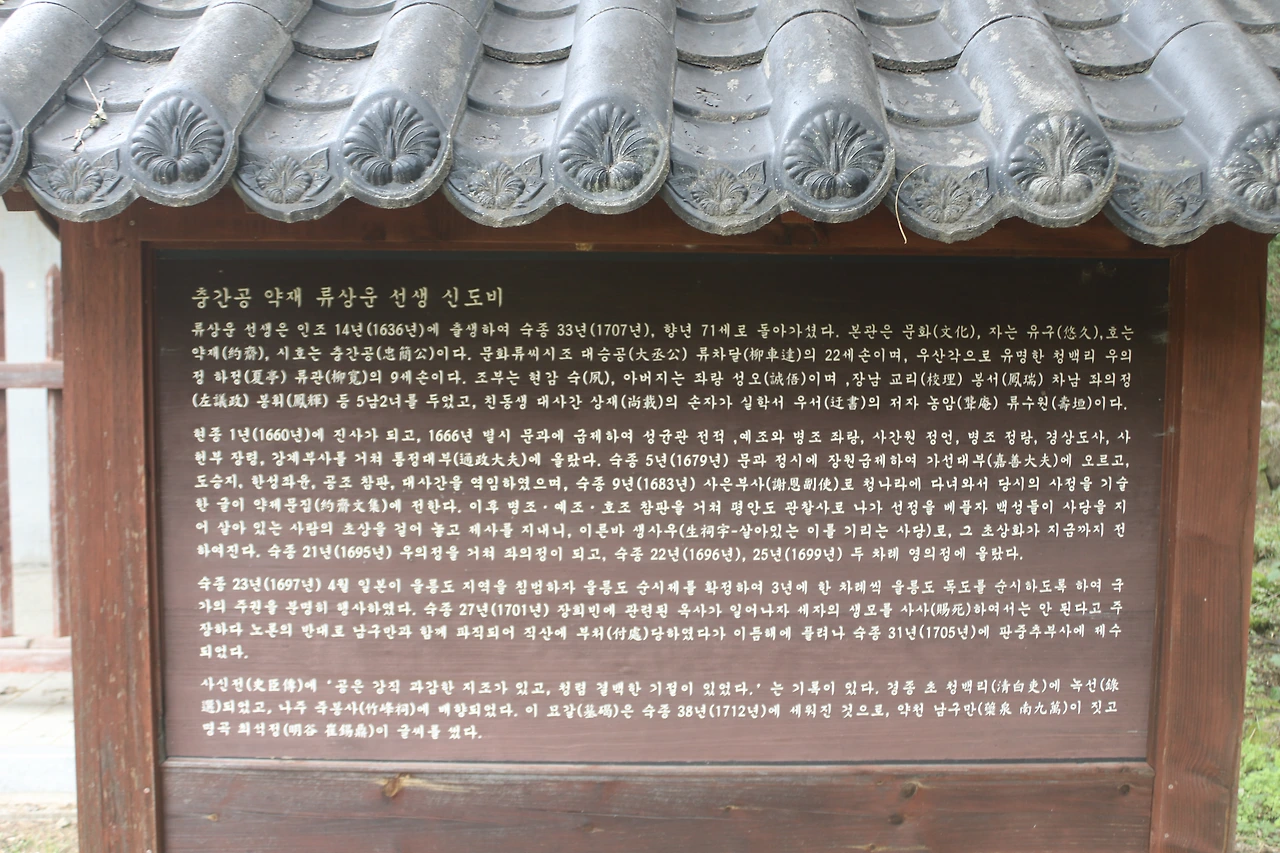 충간공 약재 류상운 선생 신도비
류상운 선생은 인조 14년(1636년)에 출생하여 숙종 33년(1707년), 향년 71세로 돌아가셨다. 본관은 문화(文化), 자는 유구(悠久),호는
약재(約齋), 시호는 충간공(忠簡公)이다. 문화류씨시조 대승공(大丞公) 류차달(柳車達)의 22세손이며, 우산각으로 유명한 청백리 우의
정 하정(夏亭) 류관(柳寬)의 9세손이다. 조부는 현감 숙(夙), 아버지는 좌랑 성오(誠悟)이며 ,장남 교리(校理) 봉서(鳳瑞) 차남 좌의정
(左議政) 봉휘(鳳輝) 등 5남2녀를 두었고, 친동생 대사간 상재(尙載)의 손자가 실학서 우서(迂書)의 저자 농암(聾庵) 류수원(壽垣)이다.
현종 1년(1660년)에 진사가 되고, 1666년 별시 문과에 급제하여 성균관 전적 ,예조와 병조 좌랑, 사간원 정언, 병조 정랑, 경상도사, 사
헌부 장령, 강계부사를 거쳐 통정대부(通政大夫)에 올랐다. 숙종 5년(1679년) 문과 정시에 장원급제하여 가선대부(嘉善大夫)에 오르고,
도승지, 한성좌윤, 공조 참판, 대사간을 역임하였으며, 숙종 9년(1683년) 사은부사(謝恩副使)로 청나라에 다녀와서 당시의 사정을 기술
한 글이 약재문집(約齋文集)에 전한다. 이후 병조·예조·호조 참판을 거쳐 평안도 관찰사로 나가 선정을 베풀자 백성들이 사당을 지
어 살아 있는 사람의 초상을 걸어 놓고 제사를 지내니, 이른바 생사우(生祠宇-살아있는 이를 기리는 사당)로, 그 초상화가 지금까지 전
하여진다. 숙종 21년(1695년) 우의정을 거쳐 좌의정이 되고, 숙종 22년(1696년), 25년(1699년) 두 차례 영의정에 올랐다.
숙종 23년(1697년) 4월 일본이 울릉도 지역을 침범하자 울릉도 순시제를 확정하여 3년에 한 차례씩 울릉도 독도를 순시하도록 하여 국
가의 주권을 분명히 행사하였다. 숙종 27년(1701년) 장희빈에 관련된 옥사가 일어나자 세자의 생모를 사사(賜死)하여서는 안 된다고 주
장하다 노론의 반대로 남구만과 함께 파직되어 직산에 부처(付處)당하였다가 이듬해에 풀려나 숙종 31년(1705년)에 판중추부사에 제수
되었다.
사신전(史臣傳)에 '공은 강직 과감한 지조가 있고, 청렴 결백한 기절이 있었다.' 는 기록이 있다. 경종 초 청백리(淸白吏)에 녹선(錄
選)되었고, 나주 죽봉사(竹峰祠)에 배향되었다. 이 묘갈(墓碣)은 숙종 38년(1712년)에 세워진 것으로, 약천 남구만(藥泉 南九萬)이 짓고
명곡 최석정(明谷 崔錫鼎)이 글씨를 썼다.